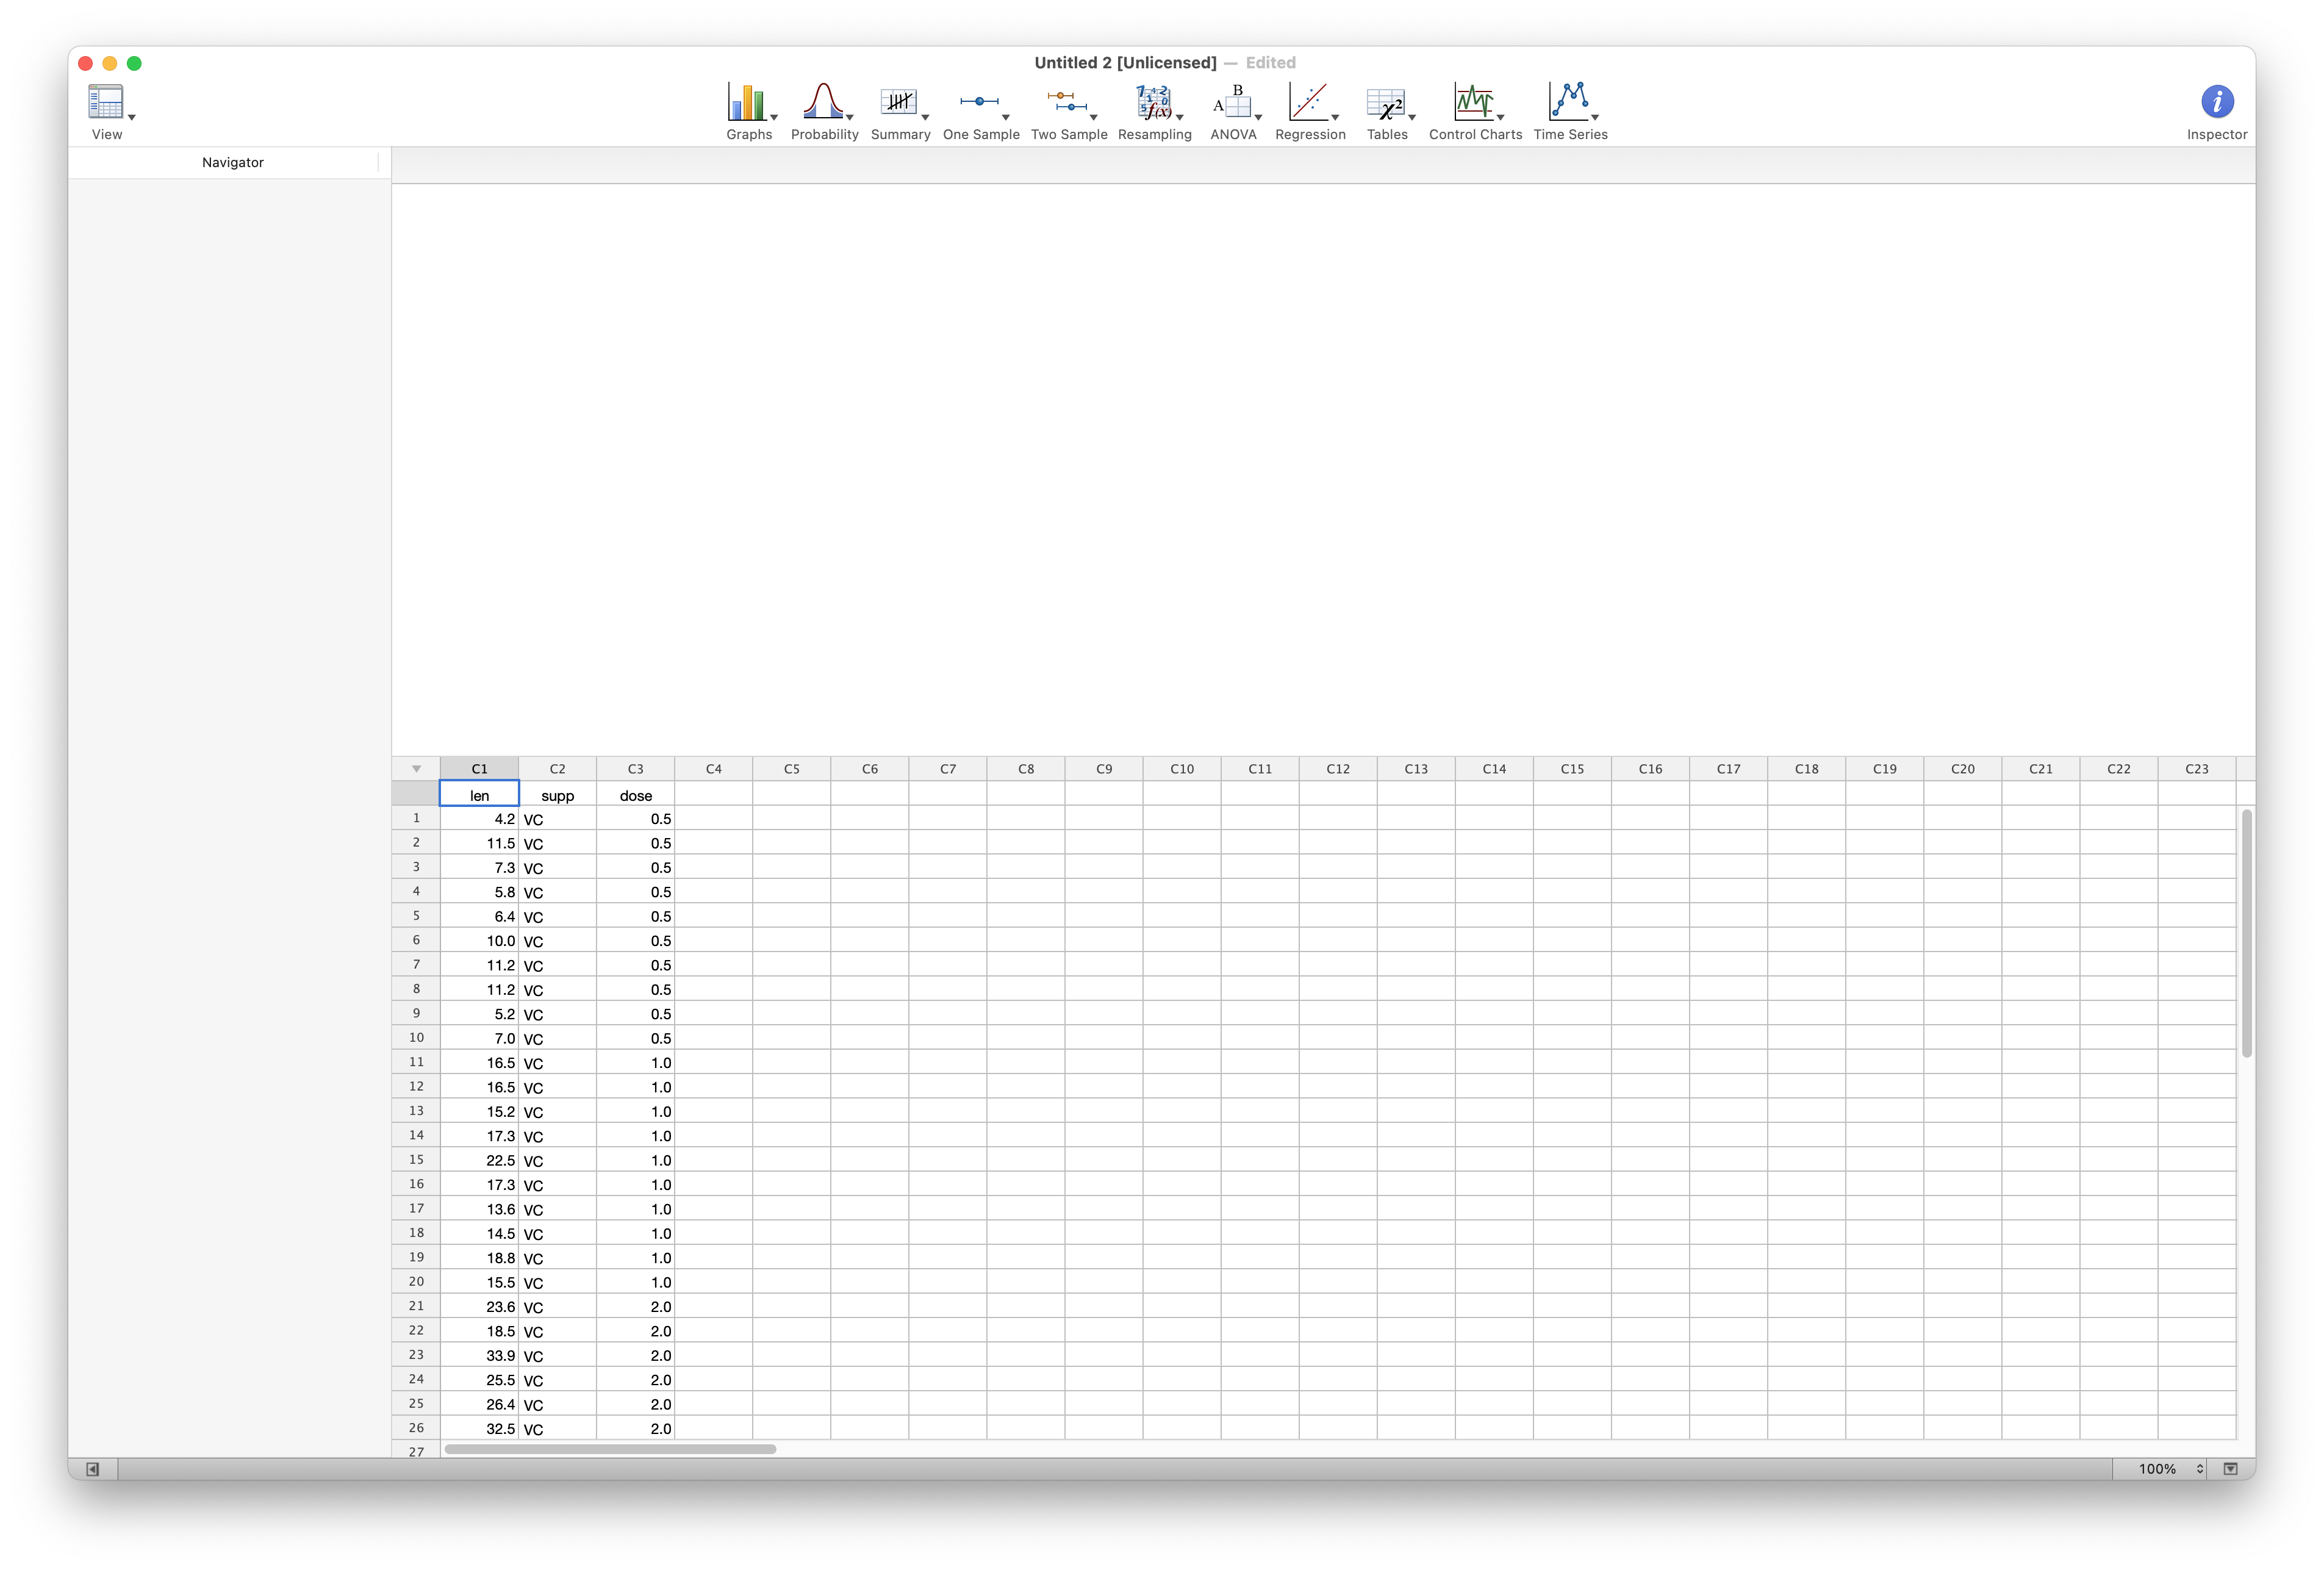 Untitled 2 [Unlicensed] — Edited
View Graphs Probability Summary One Sample Two Sample Resampling ANOVA Regression Tables Control Charts Time Series Inspector
Navigator
C1 C2 C3 C4 C5 C6 C7 C8 C9 C10 C11 C12 C13 C14 C15 C16 C17 C18 C19 C20 C21 C22 C23
len supp dose
1 4.2 VC 0.5
2 11.5 VC 0.5
3 7.3 VC 0.5
4 5.8 VC 0.5
5 6.4 VC 0.5
6 10.0 VC 0.5
7 11.2 VC 0.5
8 11.2 VC 0.5
9 5.2 VC 0.5
10 7.0 VC 0.5
11 16.5 VC 1.0
12 16.5 VC 1.0
13 15.2 VC 1.0
14 17.3 VC 1.0
15 22.5 VC 1.0
16 17.3 VC 1.0
17 13.6 VC 1.0
18 14.5 VC 1.0
19 18.8 VC 1.0
20 15.5 VC 1.0
21 23.6 VC 2.0
22 18.5 VC 2.0
23 33.9 VC 2.0
24 25.5 VC 2.0
25 26.4 VC 2.0
26 32.5 VC 2.0
27
100%